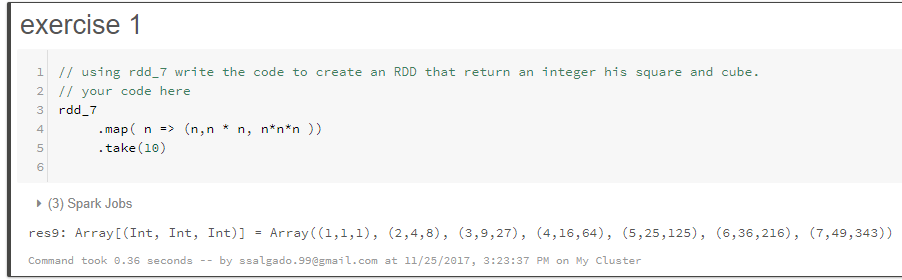 exercise 1
1 // using rdd_7 write the code to create an RDD that return an integer his square and cube.
2 // your code here
3 rdd_7
4 .map( n => (n,n * n, n*n*n ))
5 .take(10)
6
(3) Spark Jobs
res9: Array[(Int, Int, Int)] = Array((1,1,1), (2,4,8), (3,9,27), (4,16,64), (5,25,125), (6,36,216), (7,49,343))
Command took 0.36 seconds -- by ssalgado.99@gmail.com at 11/25/2017, 3:23:37 PM on My Cluster